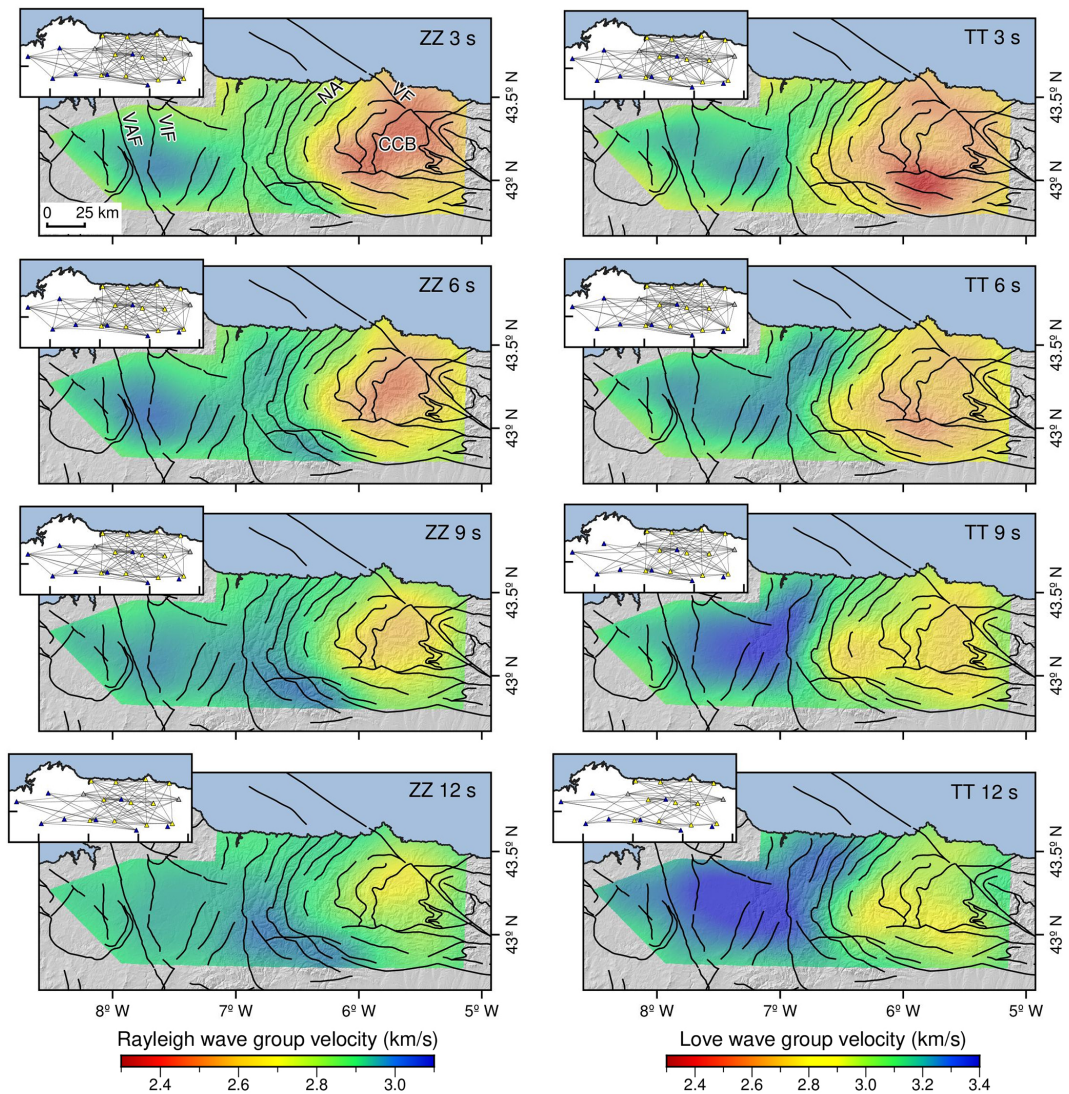 ZZ 3 s
TT 3 s
NA
VF
VAF
VIF
CCB
0 25 km
43.5º N
43º N
43.5º N
43º N
ZZ 6 s
TT 6 s
43.5º N
43º N
43.5º N
43º N
ZZ 9 s
TT 9 s
43.5º N
43º N
43.5º N
43º N
ZZ 12 s
TT 12 s
43.5º N
43º N
43.5º N
43º N
8º W 7º W 6º W 5º W
8º W 7º W 6º W 5º W
Rayleigh wave group velocity (km/s)
2.4 2.6 2.8 3.0
Love wave group velocity (km/s)
2.4 2.6 2.8 3.0 3.2 3.4